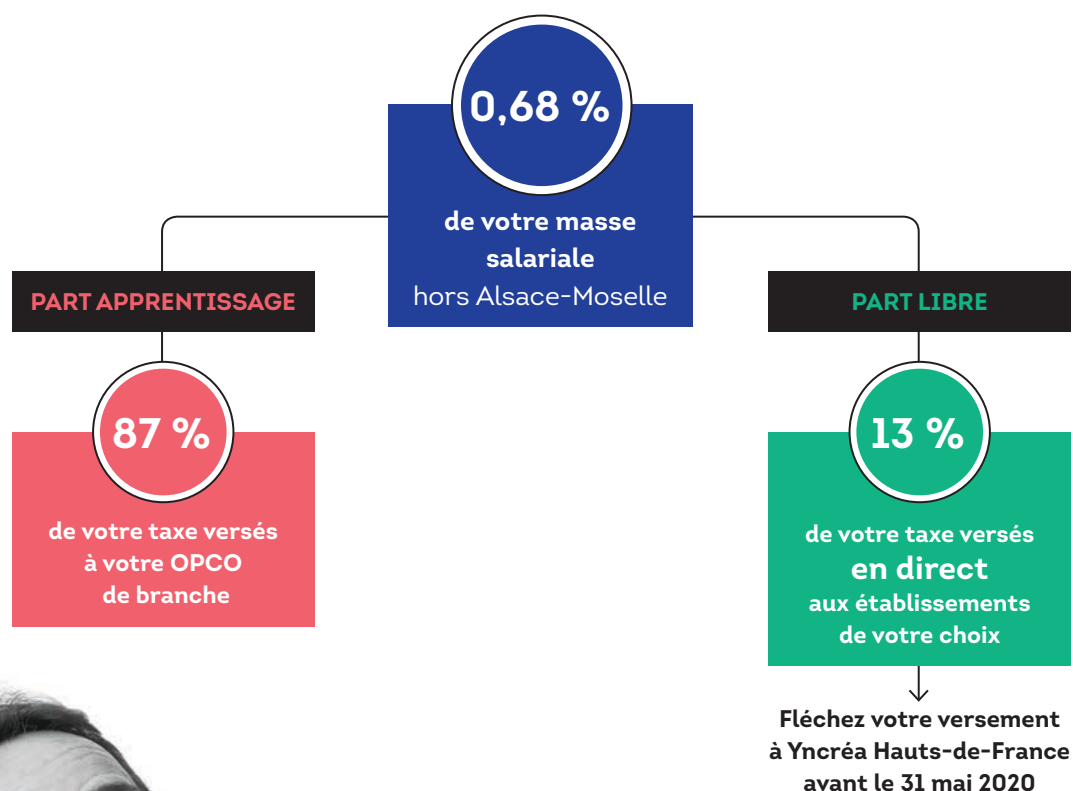 0,68 %
de votre masse
salariale
hors Alsace-Moselle
PART APPRENTISSAGE
87 %
de votre taxe versés
à votre OPCO
de branche
PART LIBRE
13 %
de votre taxe versés
en direct
aux établissements
de votre choix
Fléchez votre versement
à Yncréa Hauts-de-France
avant le 31 mai 2020